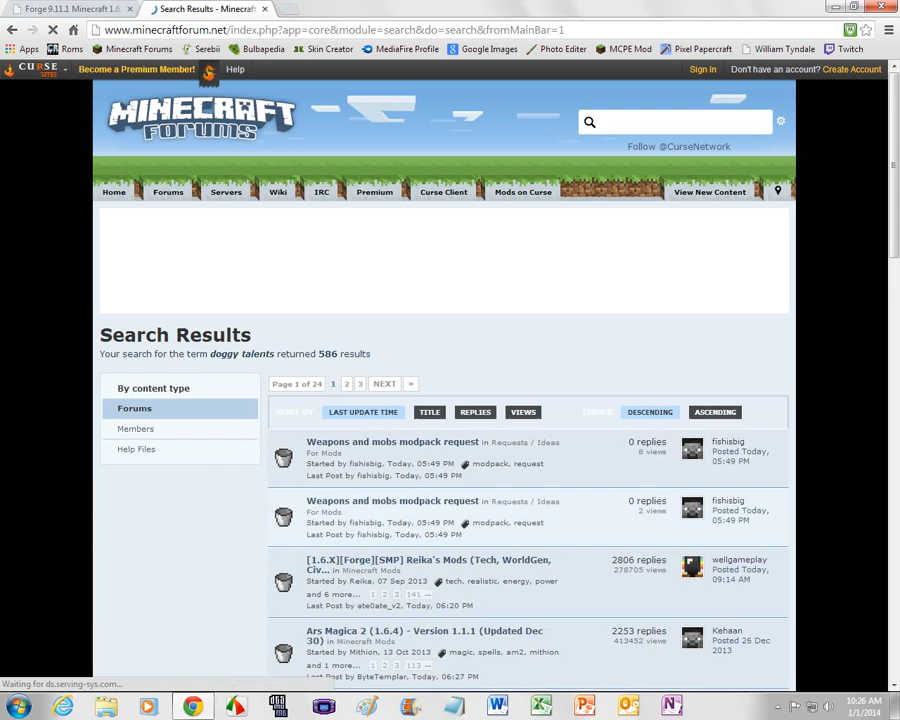 Forge 9.11.1 Minecraft 1.6
Search Results - Minecraft
www.minecraftforum.net/index.php?app=core&module=search&do=search&fromMainBar=1
Apps Roms Minecraft Forums Serebii Bulbapedia Skin Creator MediaFire Profile Google Images Photo Editor MCPE Mod Pixel Papercraft William Tyndale Twitch
CURSE SITES Become a Premium Member! Help Sign In Don't have an account? Create Account
MINECRAFT
FORUMS
Follow @CurseNetwork
Home Forums Servers Wiki IRC Premium Curse Client Mods on Curse View New Content
Search Results
Your search for the term doggy talents returned 586 results
By content type
Forums
Members
Help Files
Page 1 of 24 1 2 3 NEXT »
SORT BY LAST UPDATE TIME TITLE REPLIES VIEWS ORDER DESCENDING ASCENDING
Weapons and mobs modpack request in Requests / Ideas
For Mods
Started by fishisbig, Today, 05:49 PM modpack, request
Last Post by fishisbig, Today, 05:49 PM
0 replies
8 views
fishisbig
Posted Today,
05:49 PM
Weapons and mobs modpack request in Requests / Ideas
For Mods
Started by fishisbig, Today, 05:49 PM modpack, request
Last Post by fishisbig, Today, 05:49 PM
0 replies
2 views
fishisbig
Posted Today,
05:49 PM
[1.6.X][Forge][SMP] Reika's Mods (Tech, WorldGen,
Civ... in Minecraft Mods
Started by Reika, 07 Sep 2013 tech, realistic, energy, power
and 6 more... 1 2 3 141 →
Last Post by ate0ate_v2, Today, 06:20 PM
2806 replies
278705 views
wellgameplay
Posted Today,
09:14 AM
Ars Magica 2 (1.6.4) - Version 1.1.1 (Updated Dec
30) in Minecraft Mods
Started by Mithion, 13 Oct 2013 magic, spells, am2, mithion
and 1 more... 1 2 3 113 →
Last Post by ByteTemplar, Today, 06:27 PM
2253 replies
413452 views
Kehaan
Posted 26 Dec
2013
Waiting for ds.serving-sys.com...
10:26 AM
1/1/2014